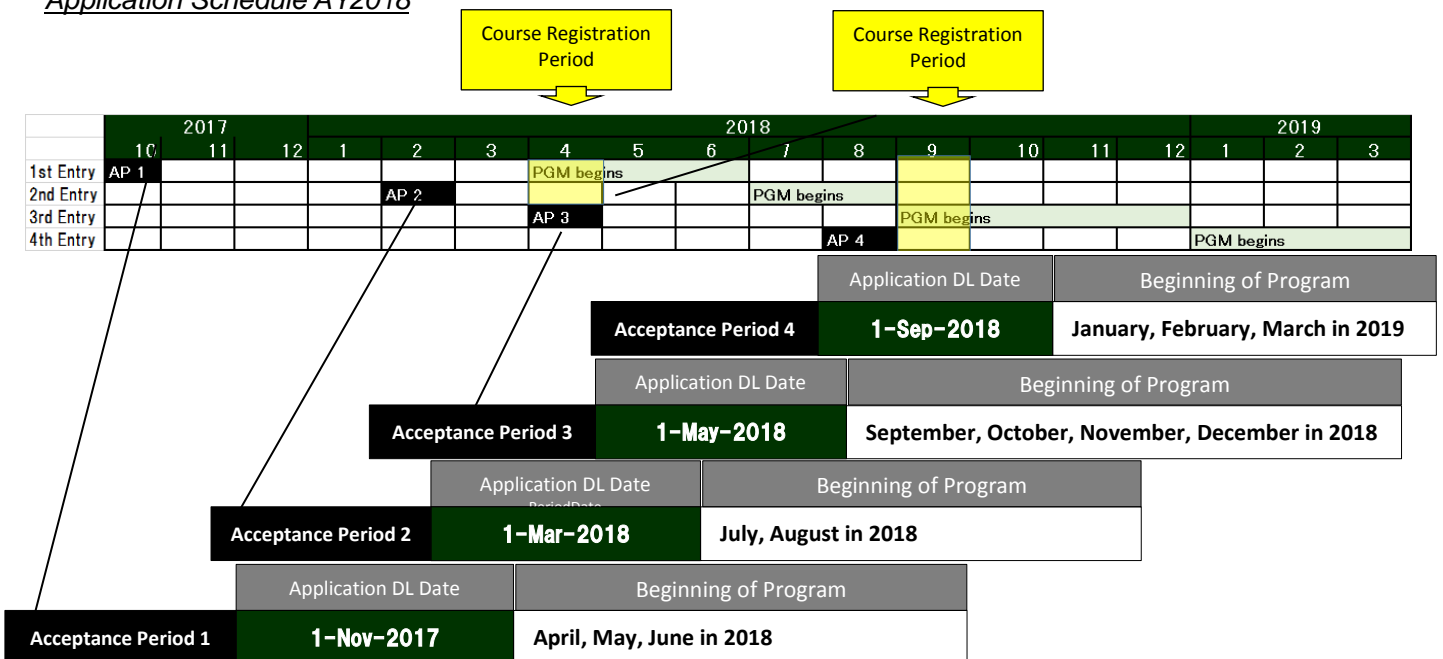 Application Schedule AY2018
Course Registration
Period
Course Registration
Period
2017 2018 2019
10 11 12 1 2 3 4 5 6 7 8 9 10 11 12 1 2 3
1st Entry AP 1 PGM begins
2nd Entry AP 2 PGM begins
3rd Entry AP 3 PGM begins
4th Entry AP 4 PGM begins
Application DL Date Beginning of Program
Acceptance Period 4 1-Sep-2018 January, February, March in 2019
Application DL Date Beginning of Program
Acceptance Period 3 1-May-2018 September, October, November, December in 2018
Application DL Date Beginning of Program
PeriodDate
Acceptance Period 2 1-Mar-2018 July, August in 2018
Application DL Date Beginning of Program
Acceptance Period 1 1-Nov-2017 April, May, June in 2018